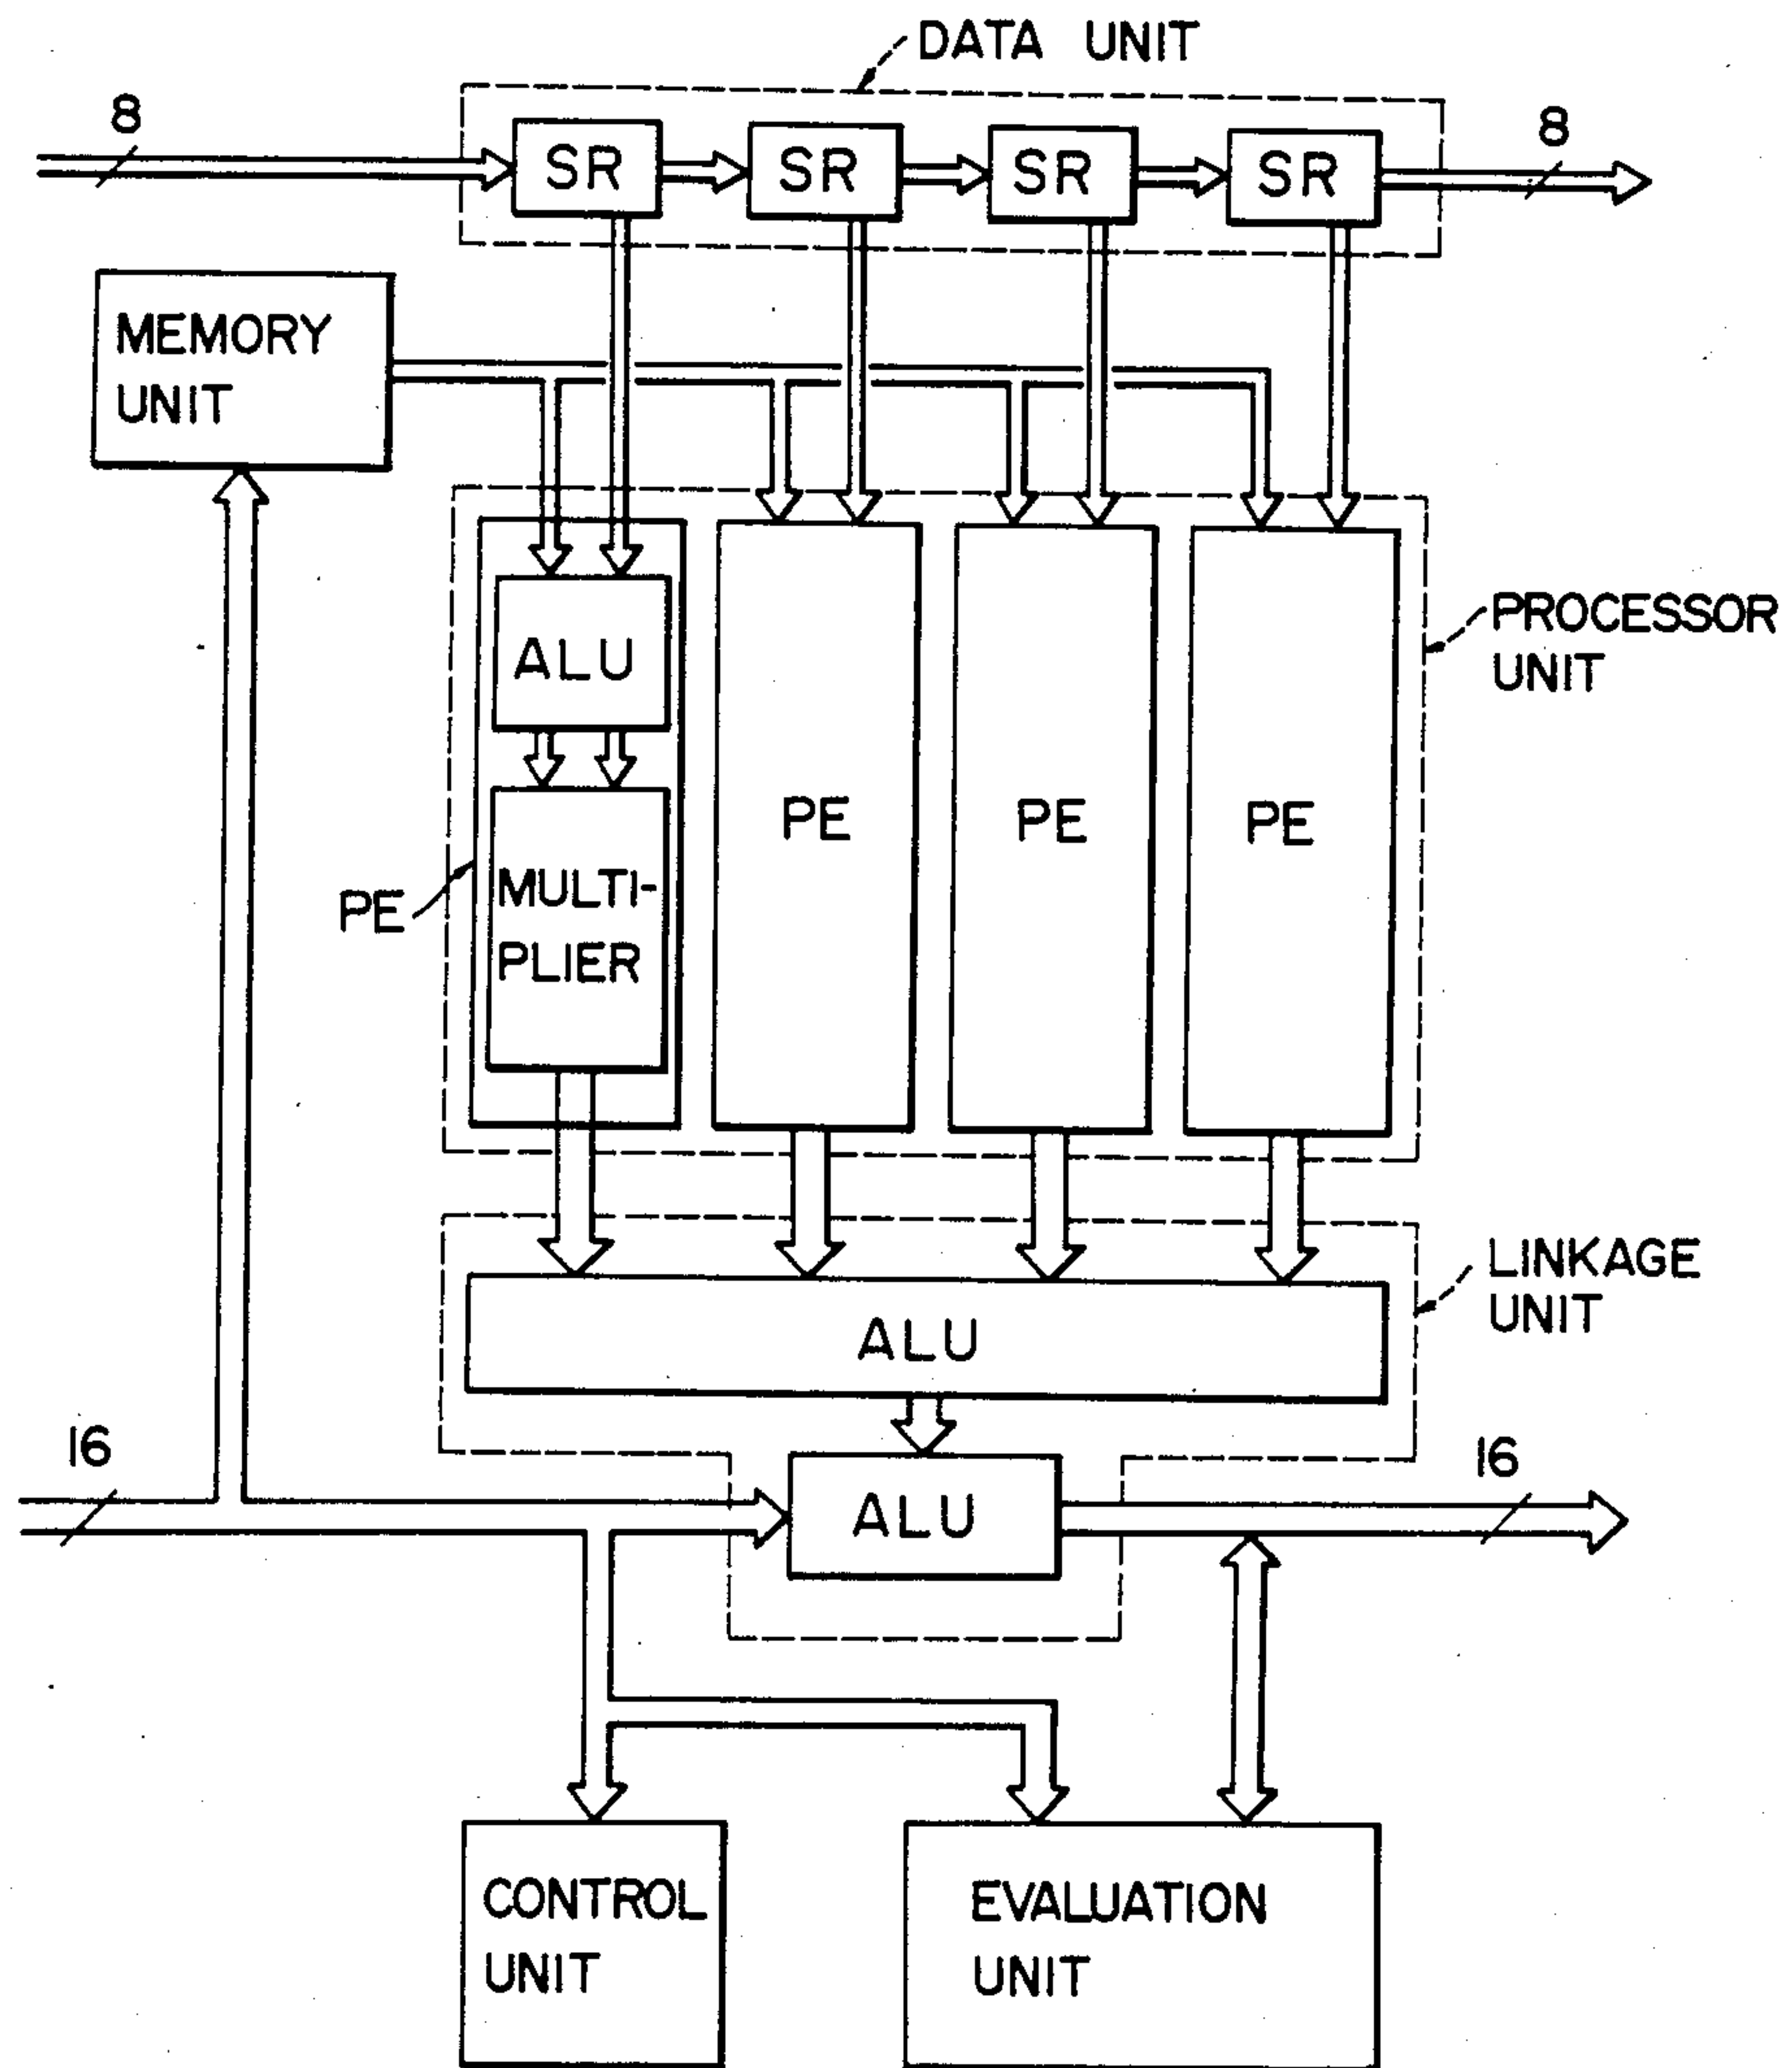 DATA UNIT
8
8
SR
SR
SR
SR
MEMORY
UNIT
PROCESSOR
UNIT
ALU
PE
PE
PE
PE
MULTI-
PLIER
LINKAGE
UNIT
ALU
16
16
ALU
CONTROL
UNIT
EVALUATION
UNIT